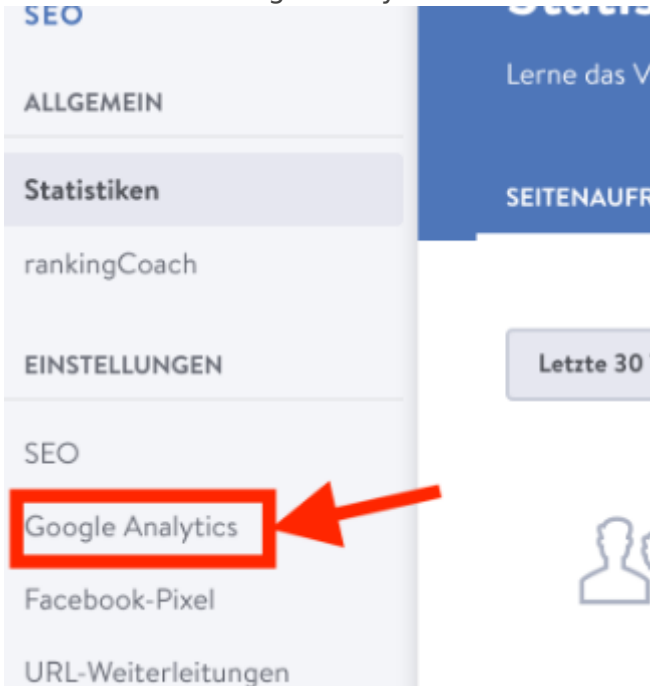 SEO
Lerne das V
ALLGEMEIN
Statistiken
SEITENAUFR
rankingCoach
EINSTELLUNGEN
Letzte 30
SEO
Google Analytics
Facebook-Pixel
URL-Weiterleitungen